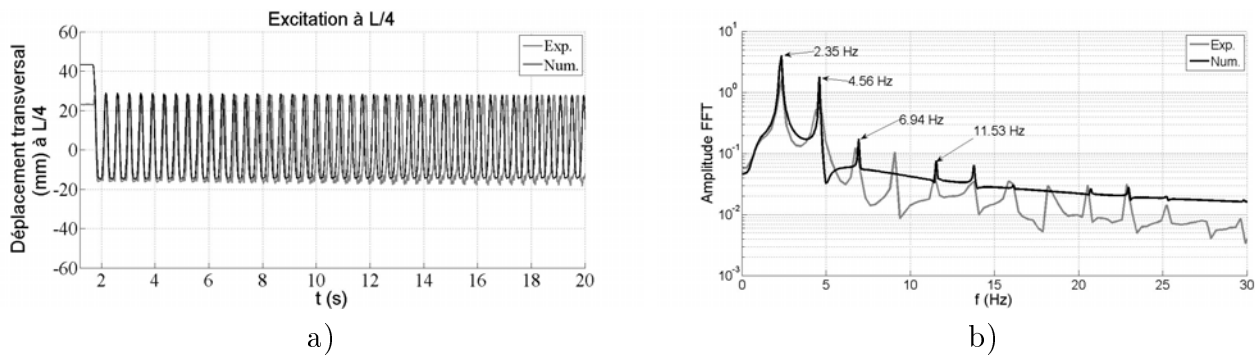 Excitation à L/4
Déplacement transversal
(mm) à L/4
60
40
20
0
-20
-40
-60
Exp.
Num.
2
4
6
8
10
12
14
16
18
20
t (s)
a)
Amplitude FFT
10^1
10^0
10^-1
10^-2
10^-3
2.35 Hz
4.56 Hz
6.94 Hz
11.53 Hz
Exp.
Num.
0
5
10
15
20
25
30
f (Hz)
b)